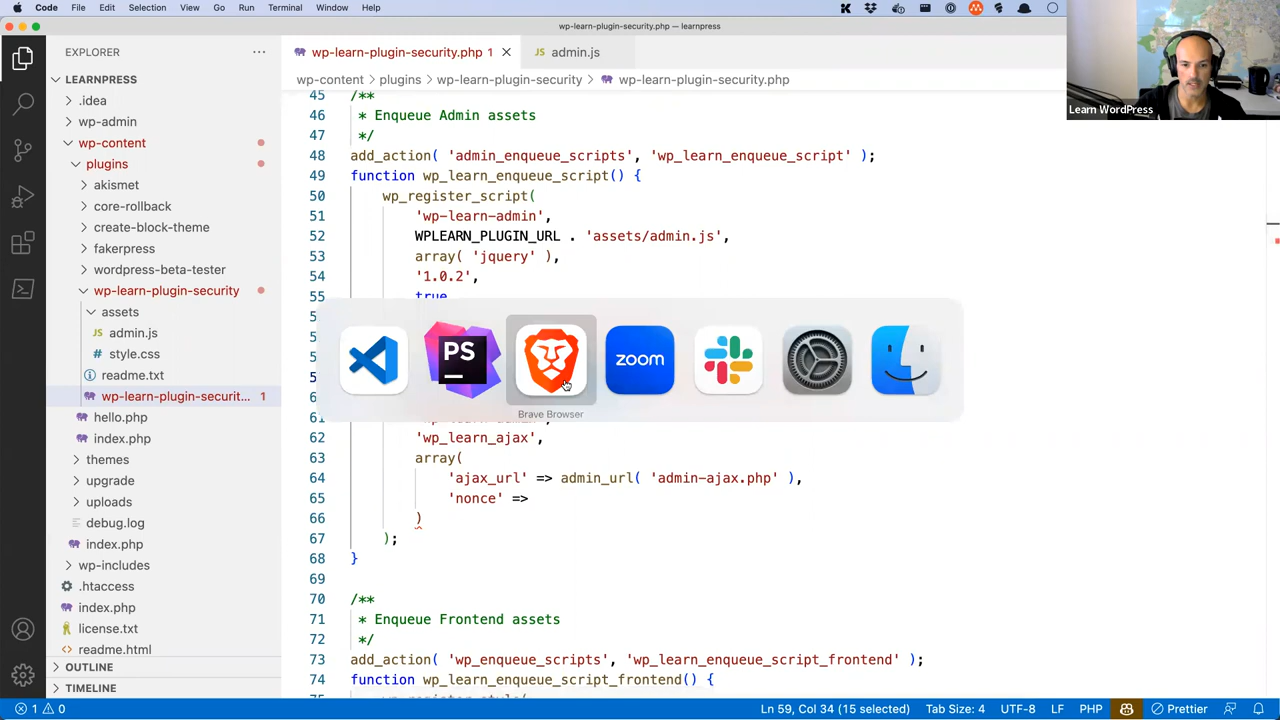 Code File Edit Selection View Go Run Terminal Window Help
wp-learn-plugin-security.php — learnpress
EXPLORER
LEARNPRESS
.idea
wp-admin
wp-content
plugins
akismet
core-rollback
create-block-theme
fakerpress
wordpress-beta-tester
wp-learn-plugin-security
assets
admin.js
style.css
readme.txt
wp-learn-plugin-securit... 1
hello.php
index.php
themes
upgrade
uploads
debug.log
index.php
wp-includes
.htaccess
index.php
license.txt
readme.html
OUTLINE
TIMELINE
wp-learn-plugin-security.php 1
admin.js
wp-content > plugins > wp-learn-plugin-security > wp-learn-plugin-security.php
45 /**
46 * Enqueue Admin assets
47 */
48 add_action( 'admin_enqueue_scripts', 'wp_learn_enqueue_script' );
49 function wp_learn_enqueue_script() {
50 wp_register_script(
51 'wp-learn-admin',
52 WPLEARN_PLUGIN_URL . 'assets/admin.js',
53 array( 'jquery' ),
54 '1.0.2',
55 true
PS
zoom
Brave Browser
62 'wp_learn_ajax',
63 array(
64 'ajax_url' => admin_url( 'admin-ajax.php' ),
65 'nonce' =>
66 )
67 );
68 }
69
70 /**
71 * Enqueue Frontend assets
72 */
73 add_action( 'wp_enqueue_scripts', 'wp_learn_enqueue_script_frontend' );
74 function wp_learn_enqueue_script_frontend() {
Learn WordPress
1 0
Ln 59, Col 34 (15 selected) Tab Size: 4 UTF-8 LF PHP Prettier